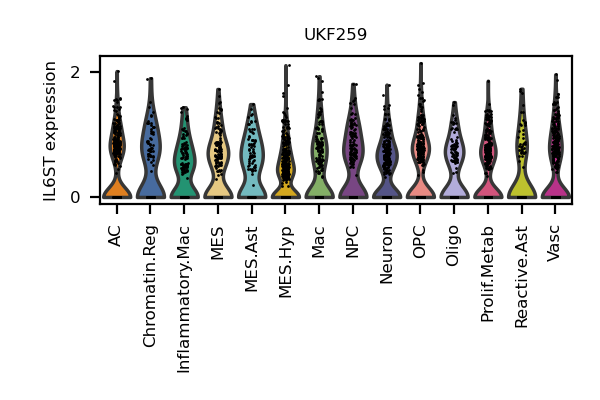 UKF259
IL6ST expression
2
0
AC
Chromatin.Reg
Inflammatory.Mac
MES
MES.Ast
MES.Hyp
Mac
NPC
Neuron
OPC
Oligo
Prolif.Metab
Reactive.Ast
Vasc